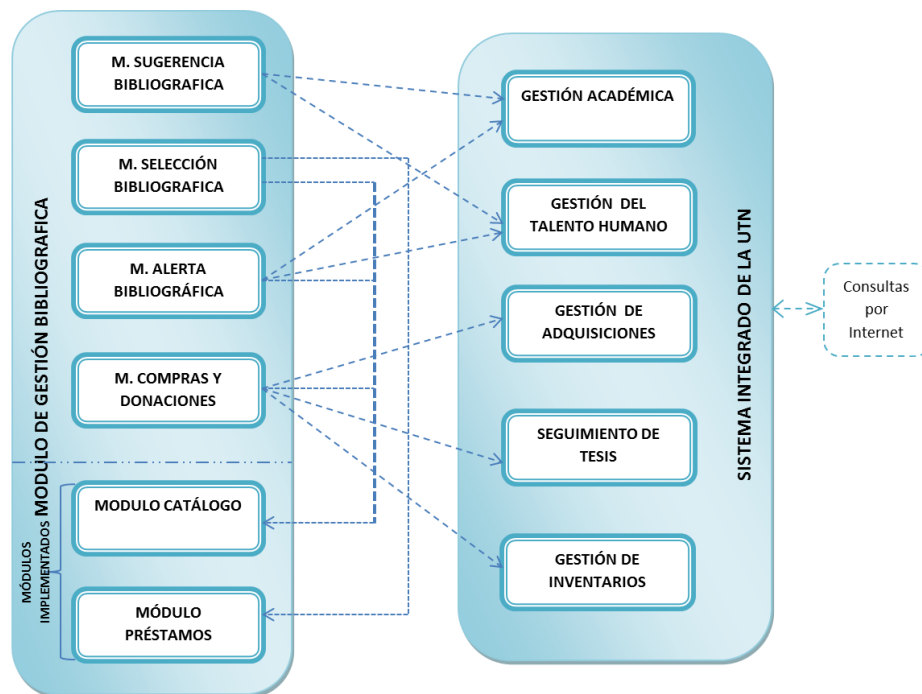 MODULO DE GESTIÓN BIBLIOGRAFICA
M. SUGERENCIA
BIBLIOGRAFICA
M. SELECCIÓN
BIBLIOGRAFICA
M. ALERTA
BIBLIOGRÁFICA
M. COMPRAS Y
DONACIONES
MÓDULOS
IMPLEMENTADOS
MODULO CATÁLOGO
MÓDULO
PRÉSTAMOS
GESTIÓN ACADÉMICA
GESTIÓN DEL
TALENTO HUMANO
GESTIÓN DE
ADQUISICIONES
SEGUIMIENTO DE
TESIS
GESTIÓN DE
INVENTARIOS
SISTEMA INTEGRADO DE LA UTN
Consultas
por
Internet